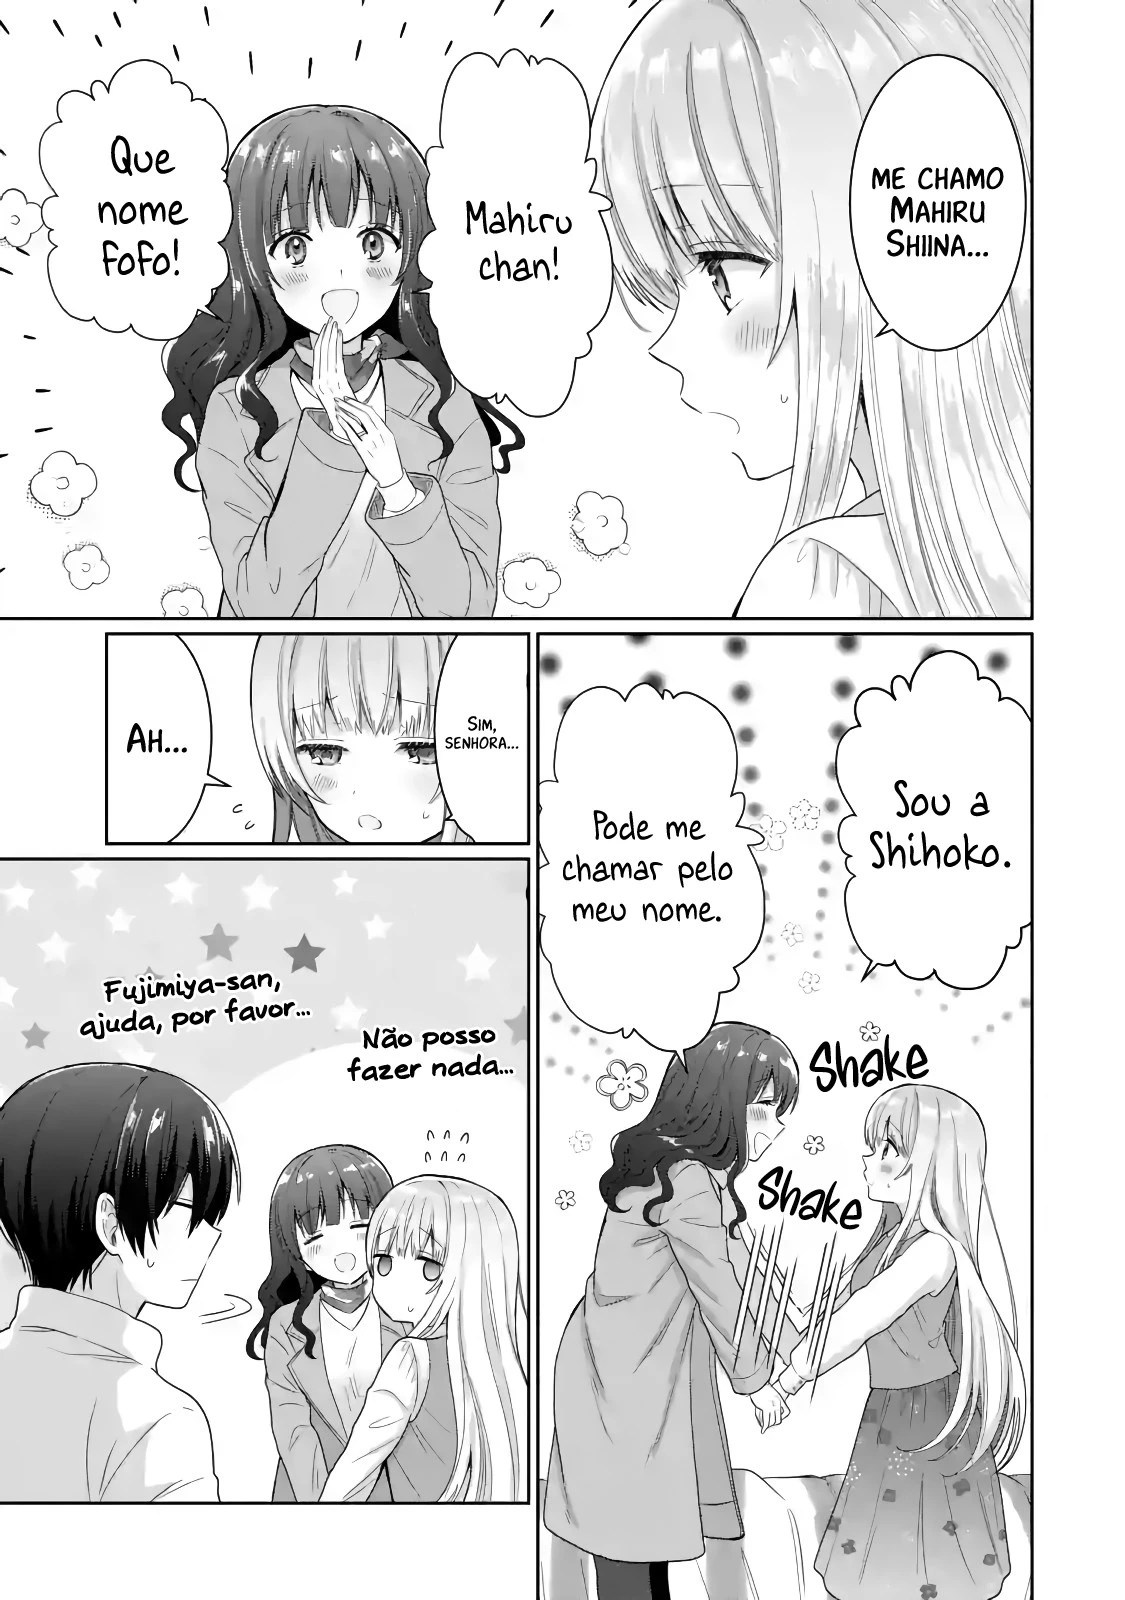 ME CHAMO
MAHIRU
SHIINA...
Mahiru
chan!
Que
nome
fofo!
Sou a
Shihoko.
Pode me
chamar pelo
meu nome.
Shake
Shake
SIM,
SENHORA...
AH...
Fujimiya-san,
ajuda, por favor...
Não posso
fazer nada...